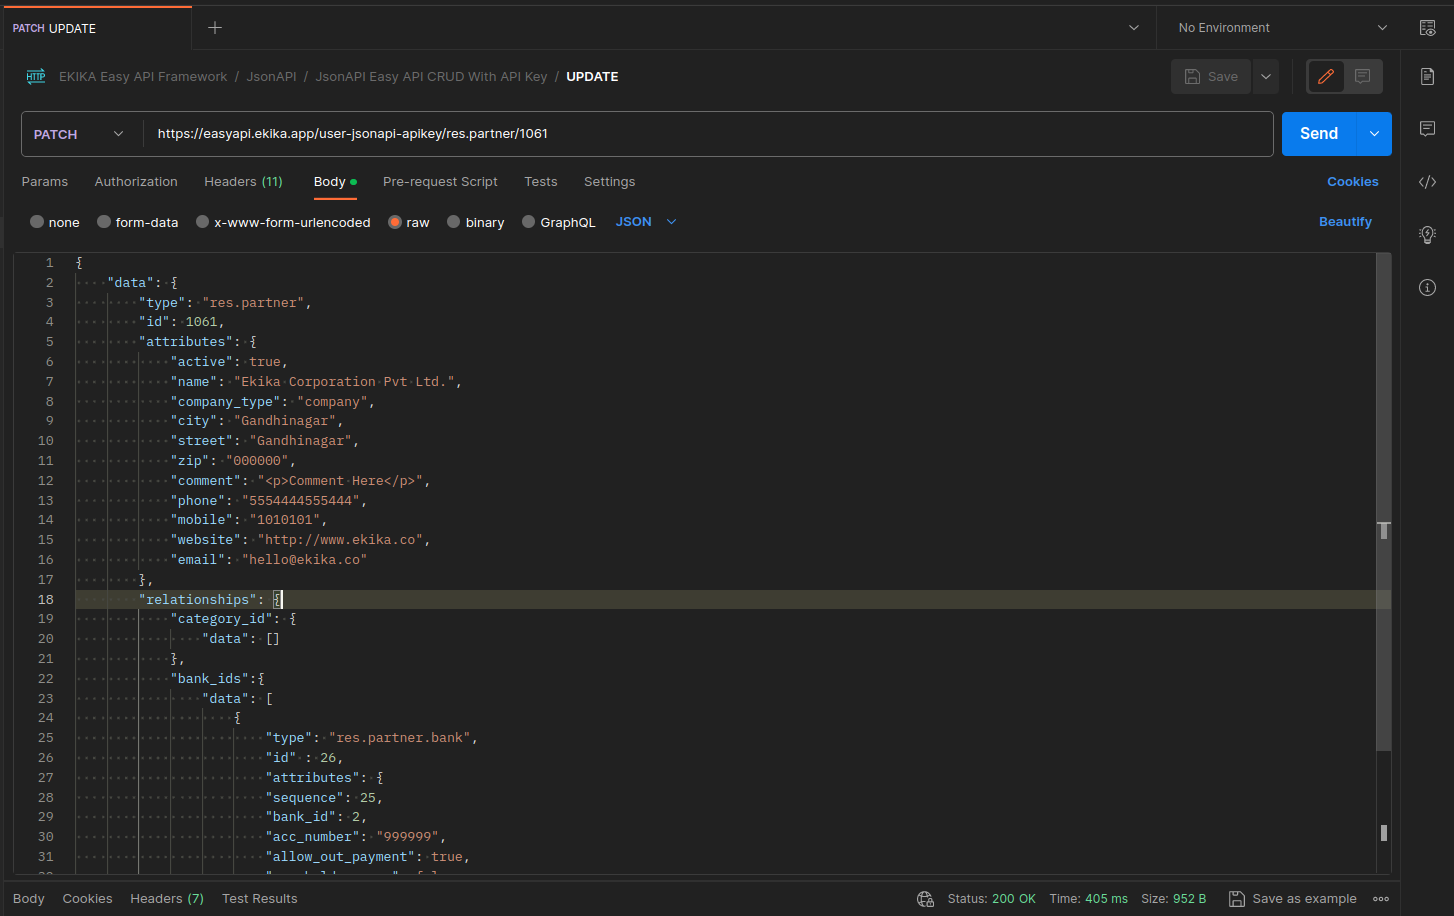 PATCH UPDATE
No Environment
HTTP EKIKA Easy API Framework / JsonAPI / JsonAPI Easy API CRUD With API Key / UPDATE
Save
PATCH https://easyapi.ekika.app/user-jsonapi-apikey/res.partner/1061
Send
Params Authorization Headers (11) Body Pre-request Script Tests Settings Cookies
none form-data x-www-form-urlencoded raw binary GraphQL JSON Beautify
1 {
2 "data": {
3 "type": "res.partner",
4 "id": 1061,
5 "attributes": {
6 "active": true,
7 "name": "Ekika Corporation Pvt Ltd.",
8 "company_type": "company",
9 "city": "Gandhinagar",
10 "street": "Gandhinagar",
11 "zip": "000000",
12 "comment": "<p>Comment Here</p>",
13 "phone": "5554444555444",
14 "mobile": "1010101",
15 "website": "http://www.ekika.co",
16 "email": "hello@ekika.co"
17 },
18 "relationships": {
19 "category_id": {
20 "data": []
21 },
22 "bank_ids":{
23 "data": [
24 {
25 "type": "res.partner.bank",
26 "id" : 26,
27 "attributes": {
28 "sequence": 25,
29 "bank_id": 2,
30 "acc_number": "999999",
31 "allow_out_payment": true,
Body Cookies Headers (7) Test Results Status: 200 OK Time: 405 ms Size: 952 B Save as example